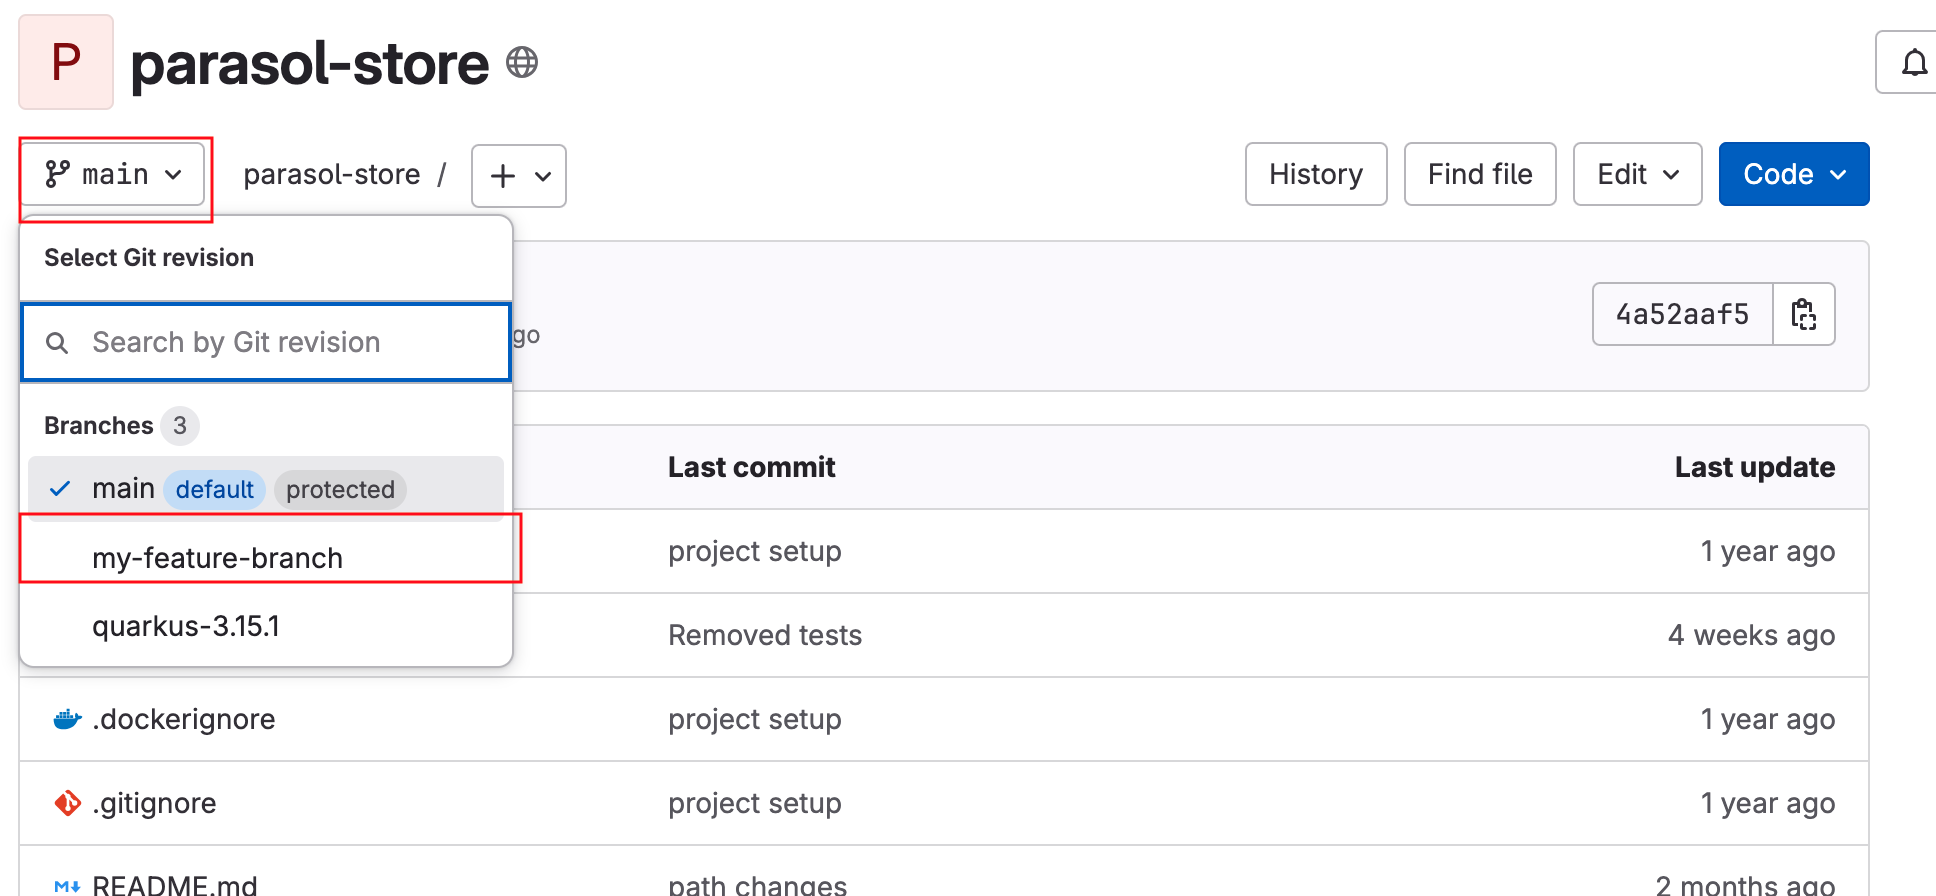 P
parasol-store
main
parasol-store /
History
Find file
Edit
Code
Select Git revision
Search by Git revision
go
4a52aaf5
Branches 3
main default protected
my-feature-branch
quarkus-3.15.1
Last commit
Last update
project setup
1 year ago
Removed tests
4 weeks ago
.dockerignore
project setup
1 year ago
.gitignore
project setup
1 year ago
README.md
path changes
2 months ago